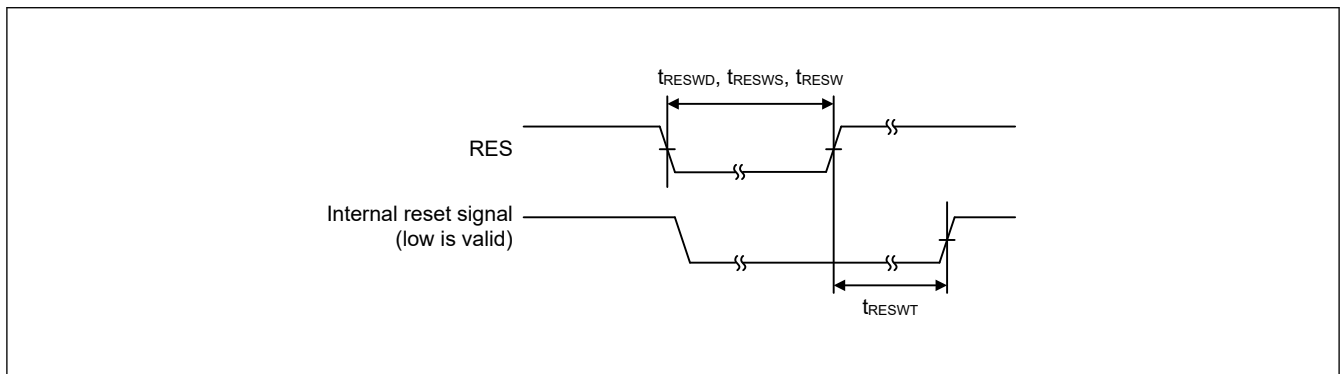 tRESWD, tRESWS, tRESW
RES
Internal reset signal
(low is valid)
tRESWT